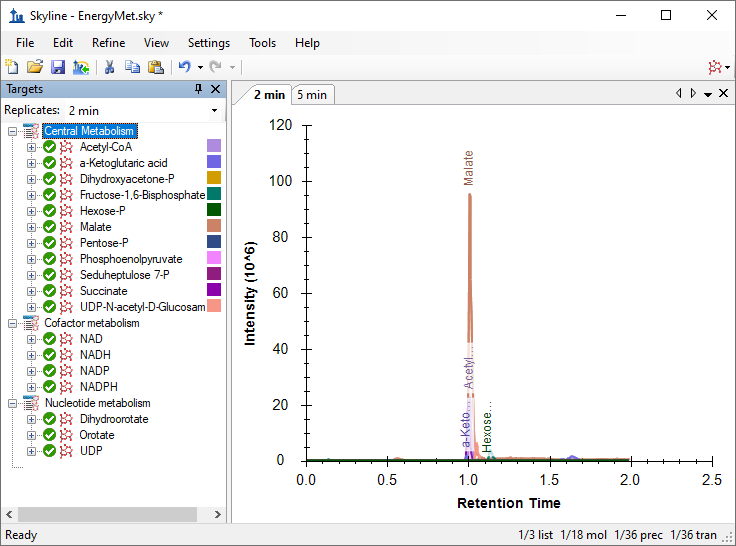 Skyline - EnergyMet.sky *
File Edit Refine View Settings Tools Help
Targets
Replicates: 2 min
Central Metabolism
Acetyl-CoA
a-Ketoglutaric acid
Dihydroxyacetone-P
Fructose-1,6-Bisphosphate
Hexose-P
Malate
Pentose-P
Phosphoenolpyruvate
Seduheptulose 7-P
Succinate
UDP-N-acetyl-D-Glucosam
Cofactor metabolism
NAD
NADH
NADP
NADPH
Nucleotide metabolism
Dihydroorotate
Orotate
UDP
2 min 5 min
Intensity (10^6)
120
100
80
60
40
20
0
Malate
Acetyl...
a-Keto...
Hexose...
0.0 0.5 1.0 1.5 2.0 2.5
Retention Time
Ready 1/3 list 1/18 mol 1/36 prec 1/36 tran